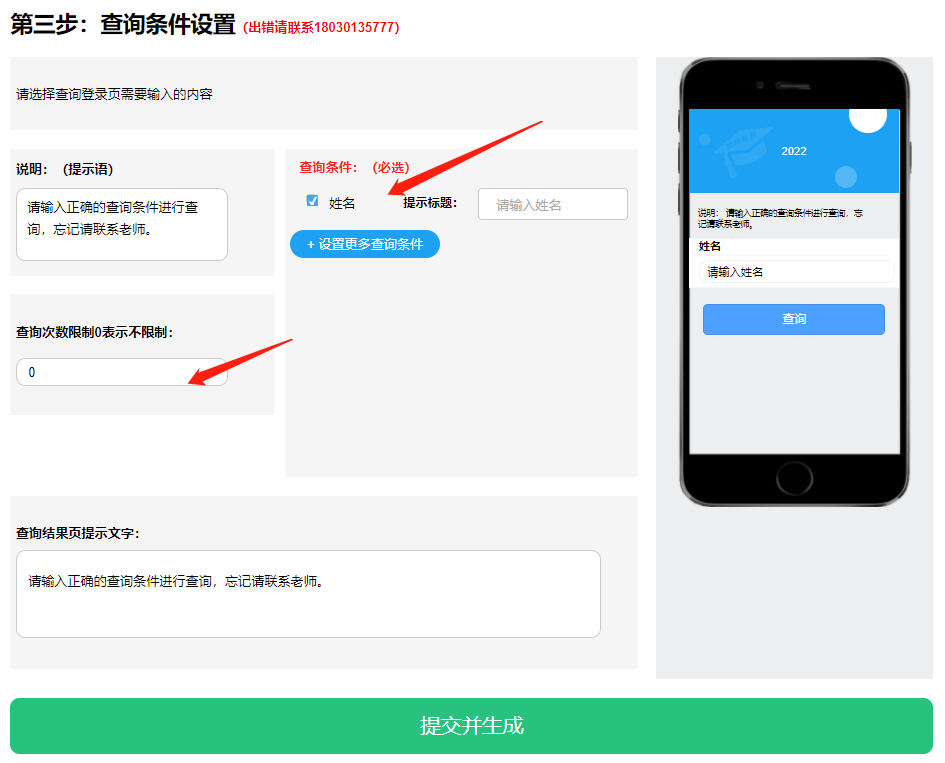 第三步：查询条件设置 (出错请联系18030135777)
请选择查询登录页需要输入的内容
说明：（提示语）
请输入正确的查询条件进行查
询，忘记请联系老师。
查询条件：（必选）
姓名 提示标题： 请输入姓名
+ 设置更多查询条件
查询次数限制0表示不限制：
0
查询结果页提示文字：
请输入正确的查询条件进行查询，忘记请联系老师。
2022
说明： 请输入正确的查询条件进行查询，忘
记请联系老师。
姓名
请输入姓名
查询
提交并生成